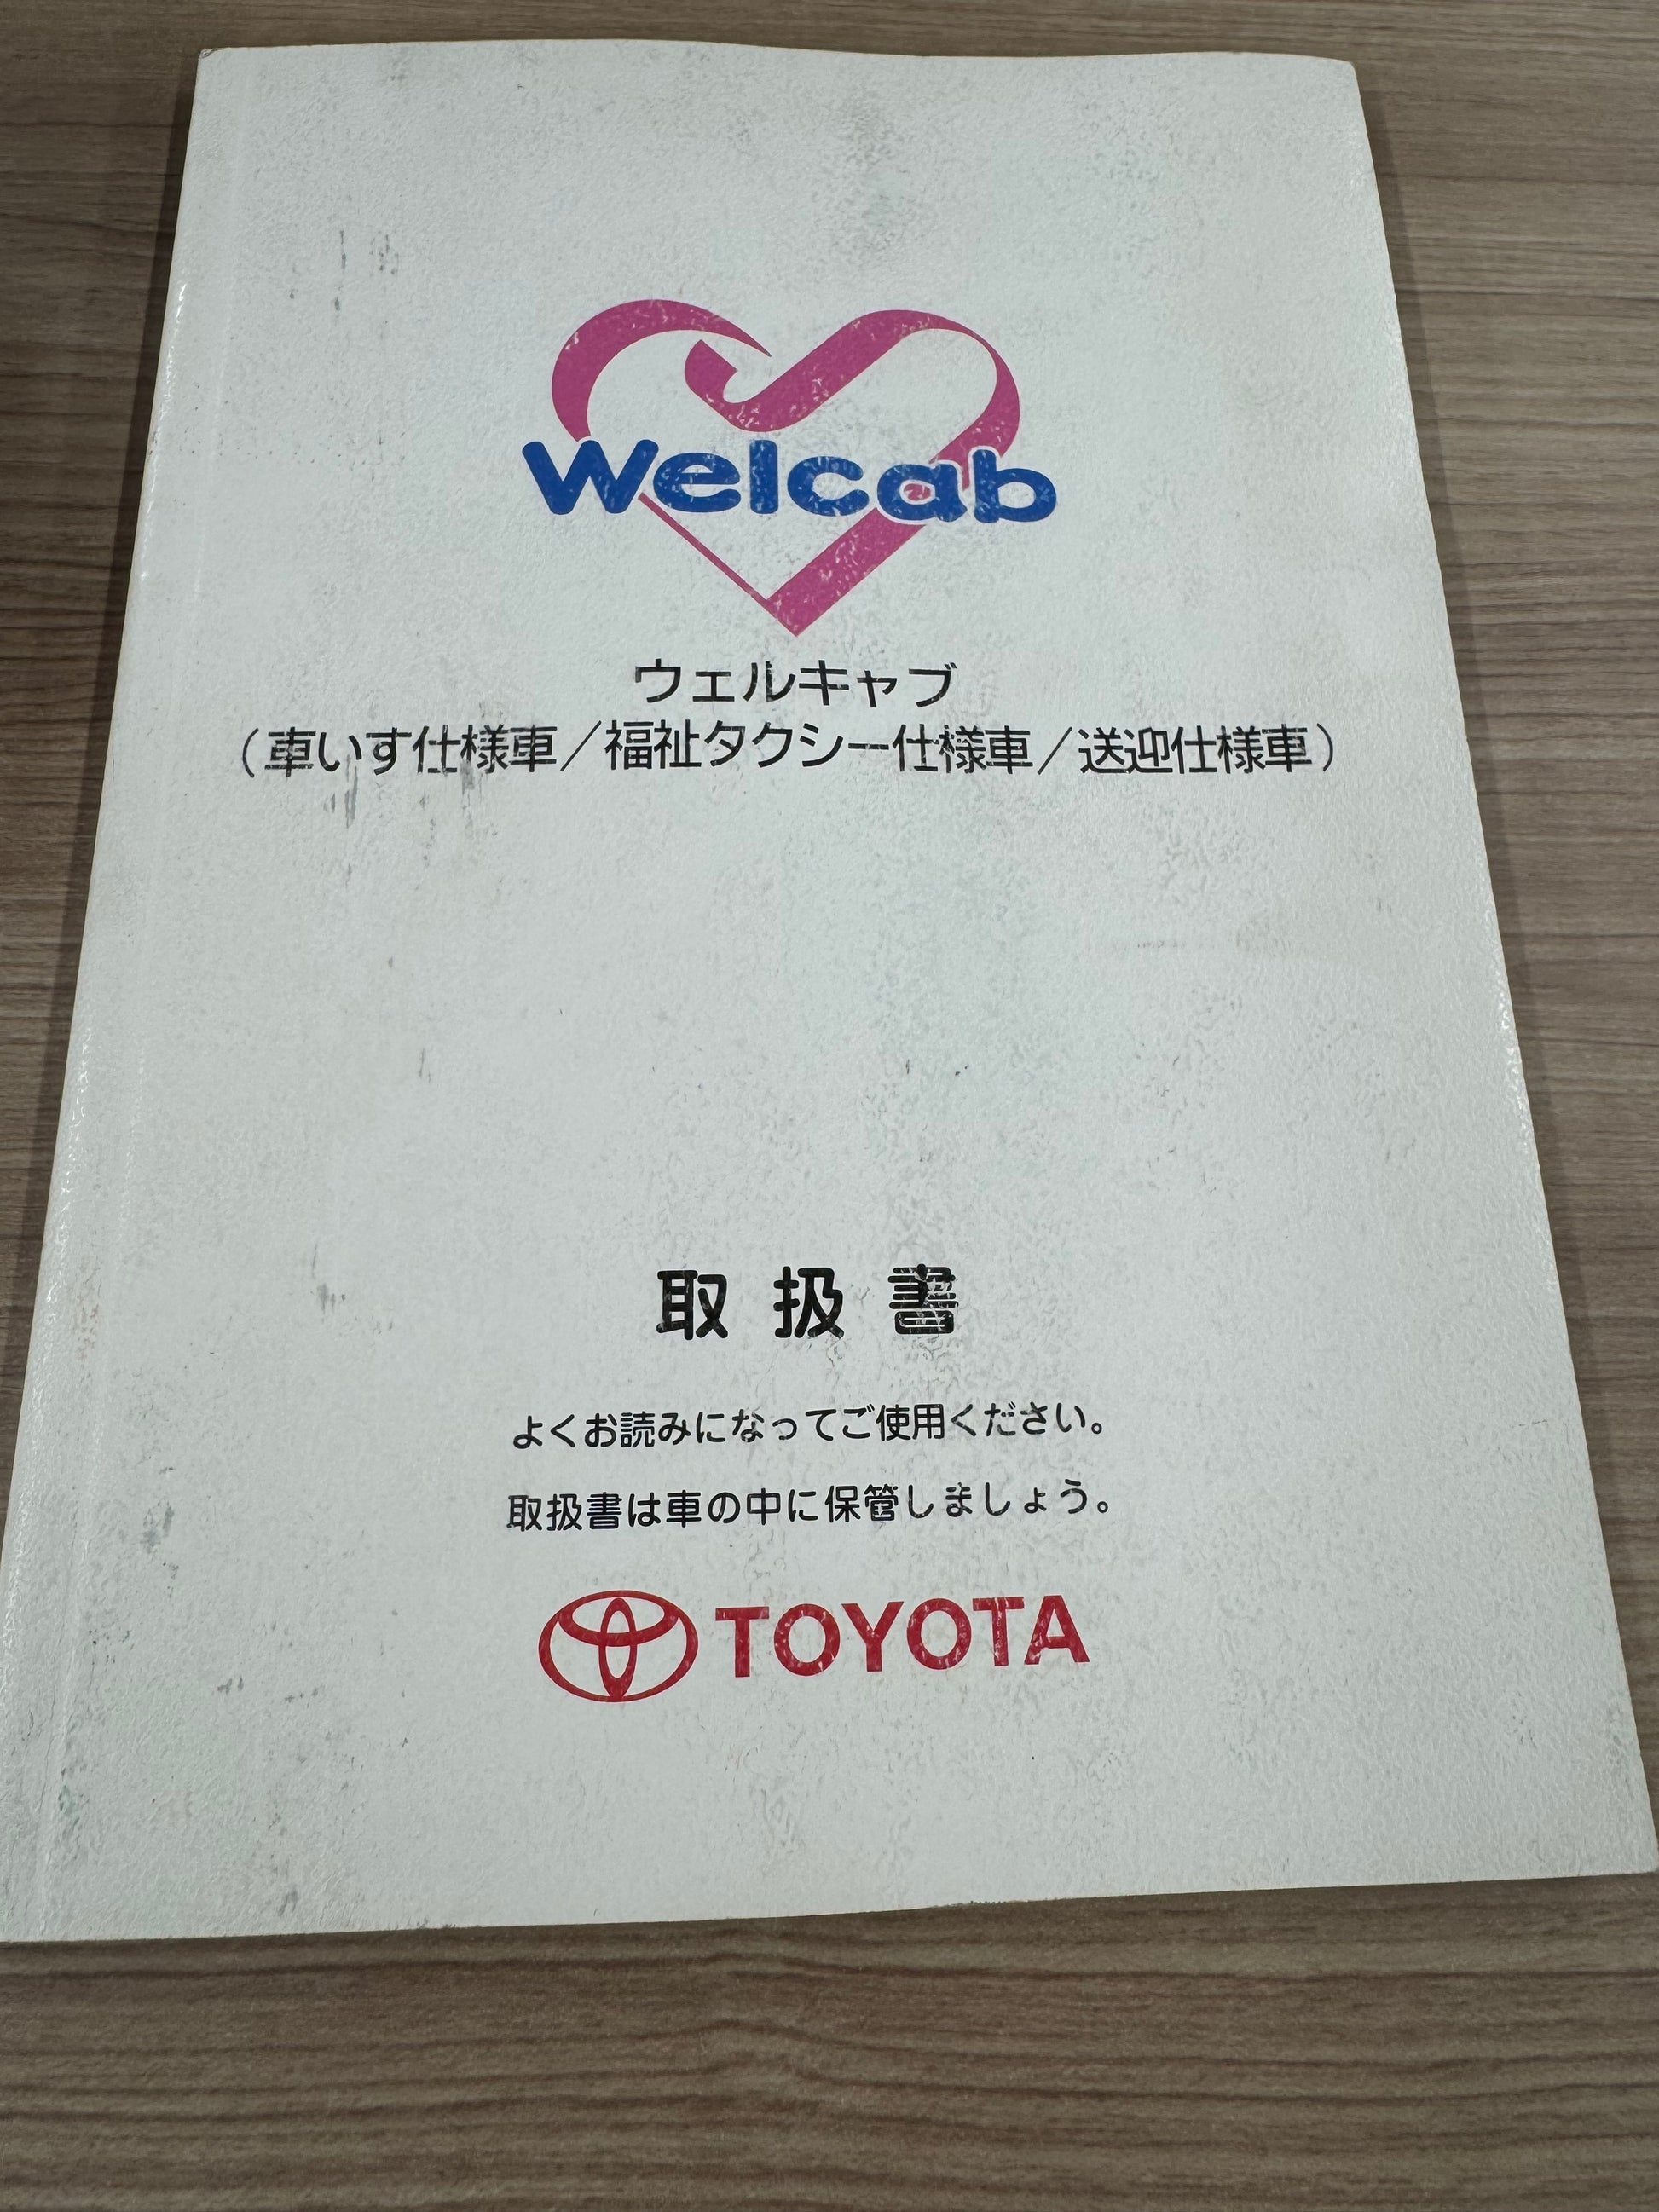 Welcab
ウェルキャブ
（車いす仕様車／福祉タクシー仕様車／送迎仕様車）
取扱書
よくお読みになってご使用ください。
取扱書は車の中に保管しましょう。
TOYOTA